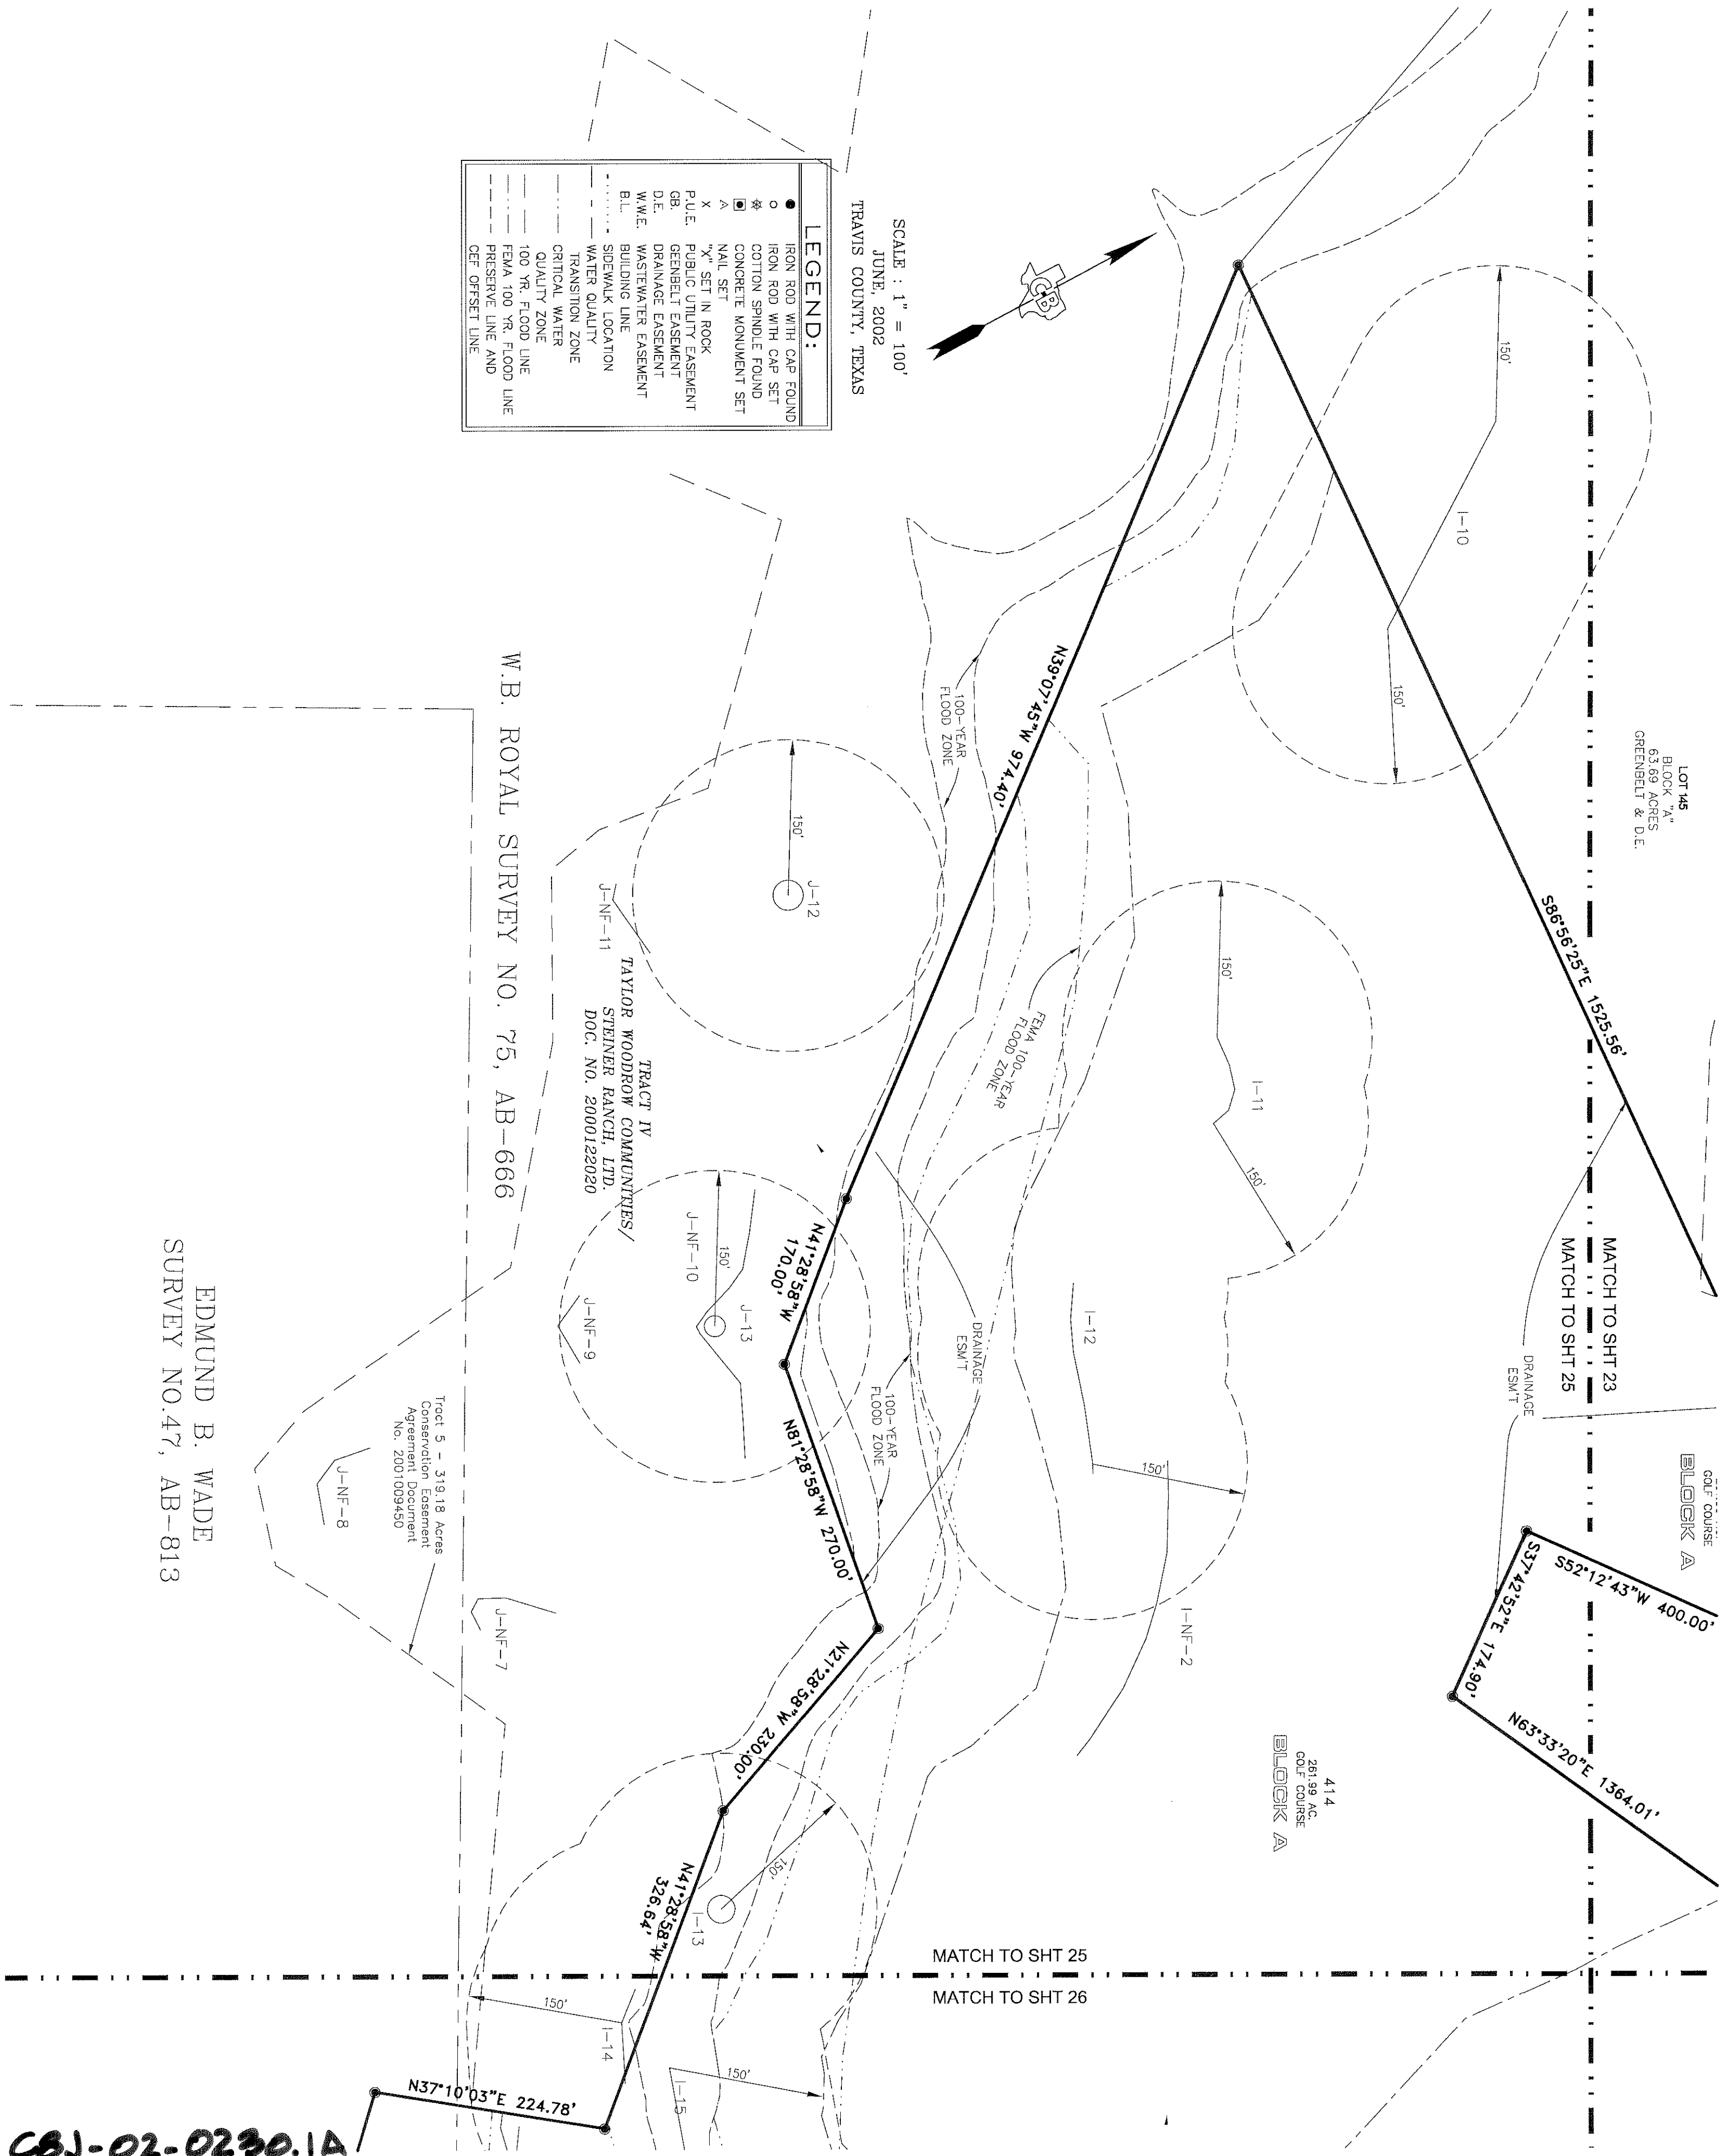 SCALE : 1" = 100'
JUNE, 2002
TRAVIS COUNTY, TEXAS
CB
LEGEND:
IRON ROD WITH CAP FOUND
IRON ROD WITH CAP SET
COTTON SPINDLE FOUND
CONCRETE MONUMENT SET
NAIL SET
X "X" SET IN ROCK
P.U.E. PUBLIC UTILITY EASEMENT
GB. GEENBELT EASEMENT
D.E. DRAINAGE EASEMENT
W.W.E. WASTEWATER EASEMENT
B.L. BUILDING LINE
SIDEWALK LOCATION
WATER QUALITY
TRANSITION ZONE
CRITICAL WATER
QUALITY ZONE
100 YR. FLOOD LINE
FEMA 100 YR. FLOOD LINE
PRESERVE LINE AND
CEF OFFSET LINE
LOT 145
BLOCK "A"
63.69 ACRES
GREENBELT & D.E.
150'
I-10
150'
S86°56'25"E 1525.56'
N39°07'45"W 974.40'
100-YEAR
FLOOD ZONE
150'
J-12
J-NF-11
W.B. ROYAL SURVEY NO. 75, AB-666
TRACT IV
TAYLOR WOODROW COMMUNITIES/
STEINER RANCH, LTD.
DOC. NO. 2000122020
FEMA 100-YEAR
FLOOD ZONE
150'
I-11
150'
MATCH TO SHT 23
MATCH TO SHT 25
DRAINAGE
ESM'T
I-12
150'
DRAINAGE
ESM'T
N41°28'58"W
170.00'
J-13
150'
J-NF-10
J-NF-9
100-YEAR
FLOOD ZONE
N81°28'58"W 270.00'
GOLF COURSE
BLOCK A
S52°12'43"W 400.00'
S37°42'52"E 174.90'
N63°33'20"E 1364.01'
EDMUND B. WADE
SURVEY NO.47, AB-813
Tract 5 - 319.18 Acres
Conservation Easement
Agreement Document
No. 2001009450
J-NF-8
J-NF-7
I-NF-2
N21°28'58"W 230.00'
414
261.99 AC.
GOLF COURSE
BLOCK A
150'
I-13
N41°28'58"W
326.64'
MATCH TO SHT 25
MATCH TO SHT 26
150'
I-14
150'
I-15
N37°10'03"E 224.78'
CBJ-02-0230.1A